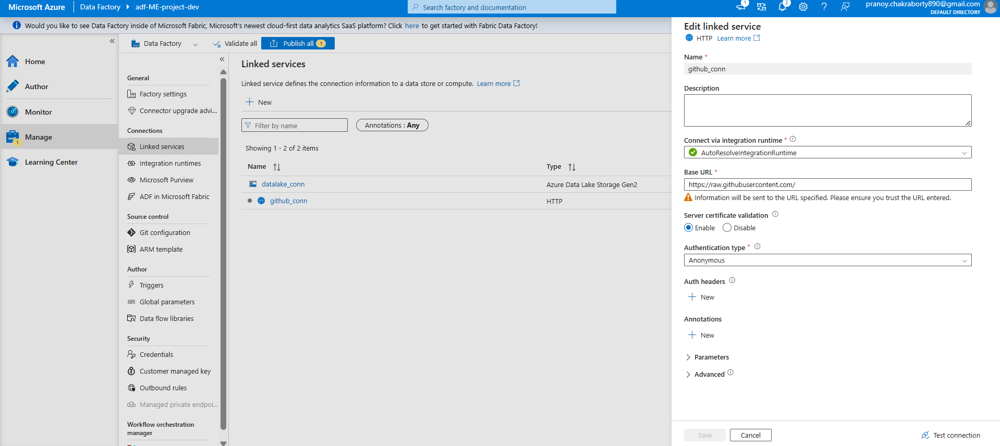 Microsoft Azure Data Factory adf-ME-project-dev Search factory and documentation 1 2 pranoy.chakraborty890@gmail.com
DEFAULT DIRECTORY
Would you like to see Data Factory inside of Microsoft Fabric, Microsoft's newest cloud-first data analytics SaaS platform? Click here to get started with Fabric Data Factory!
Home
Author
Monitor
Manage
1
Learning Center
Data Factory
Validate all
Publish all 1
General
Factory settings
Connector upgrade advi...
Connections
Linked services
Integration runtimes
Microsoft Purview
ADF in Microsoft Fabric
Source control
Git configuration
ARM template
Author
Triggers
Global parameters
Data flow libraries
Security
Credentials
Customer managed key
Outbound rules
Managed private endpoi...
Workflow orchestration
manager
Linked services
Linked service defines the connection information to a data store or compute. Learn more
New
Filter by name
Annotations : Any
Showing 1 - 2 of 2 items
Name Type
datalake_conn Azure Data Lake Storage Gen2
github_conn HTTP
Edit linked service
HTTP Learn more
Name *
github_conn
Description
Connect via integration runtime *
AutoResolveIntegrationRuntime
Base URL *
https://raw.githubusercontent.com/
Information will be sent to the URL specified. Please ensure you trust the URL entered.
Server certificate validation
Enable Disable
Authentication type *
Anonymous
Auth headers
New
Annotations
New
Parameters
Advanced
Save Cancel Test connection